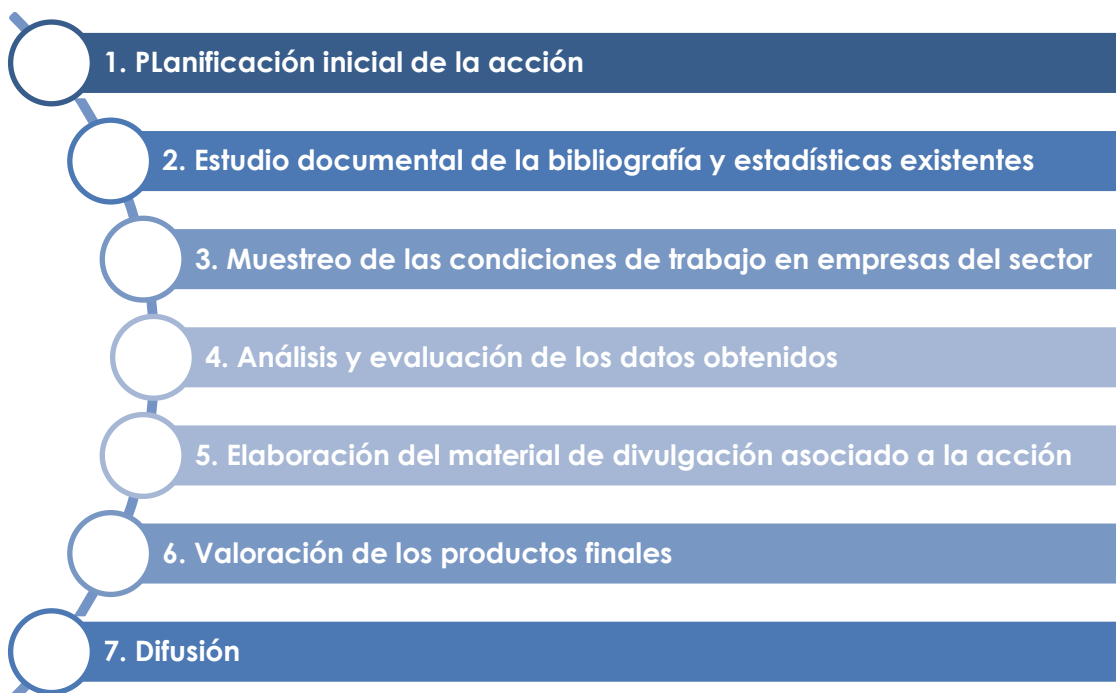 1. PLanificación inicial de la acción
2. Estudio documental de la bibliografía y estadísticas existentes
3. Muestreo de las condiciones de trabajo en empresas del sector
4. Análisis y evaluación de los datos obtenidos
5. Elaboración del material de divulgación asociado a la acción
6. Valoración de los productos finales
7. Difusión